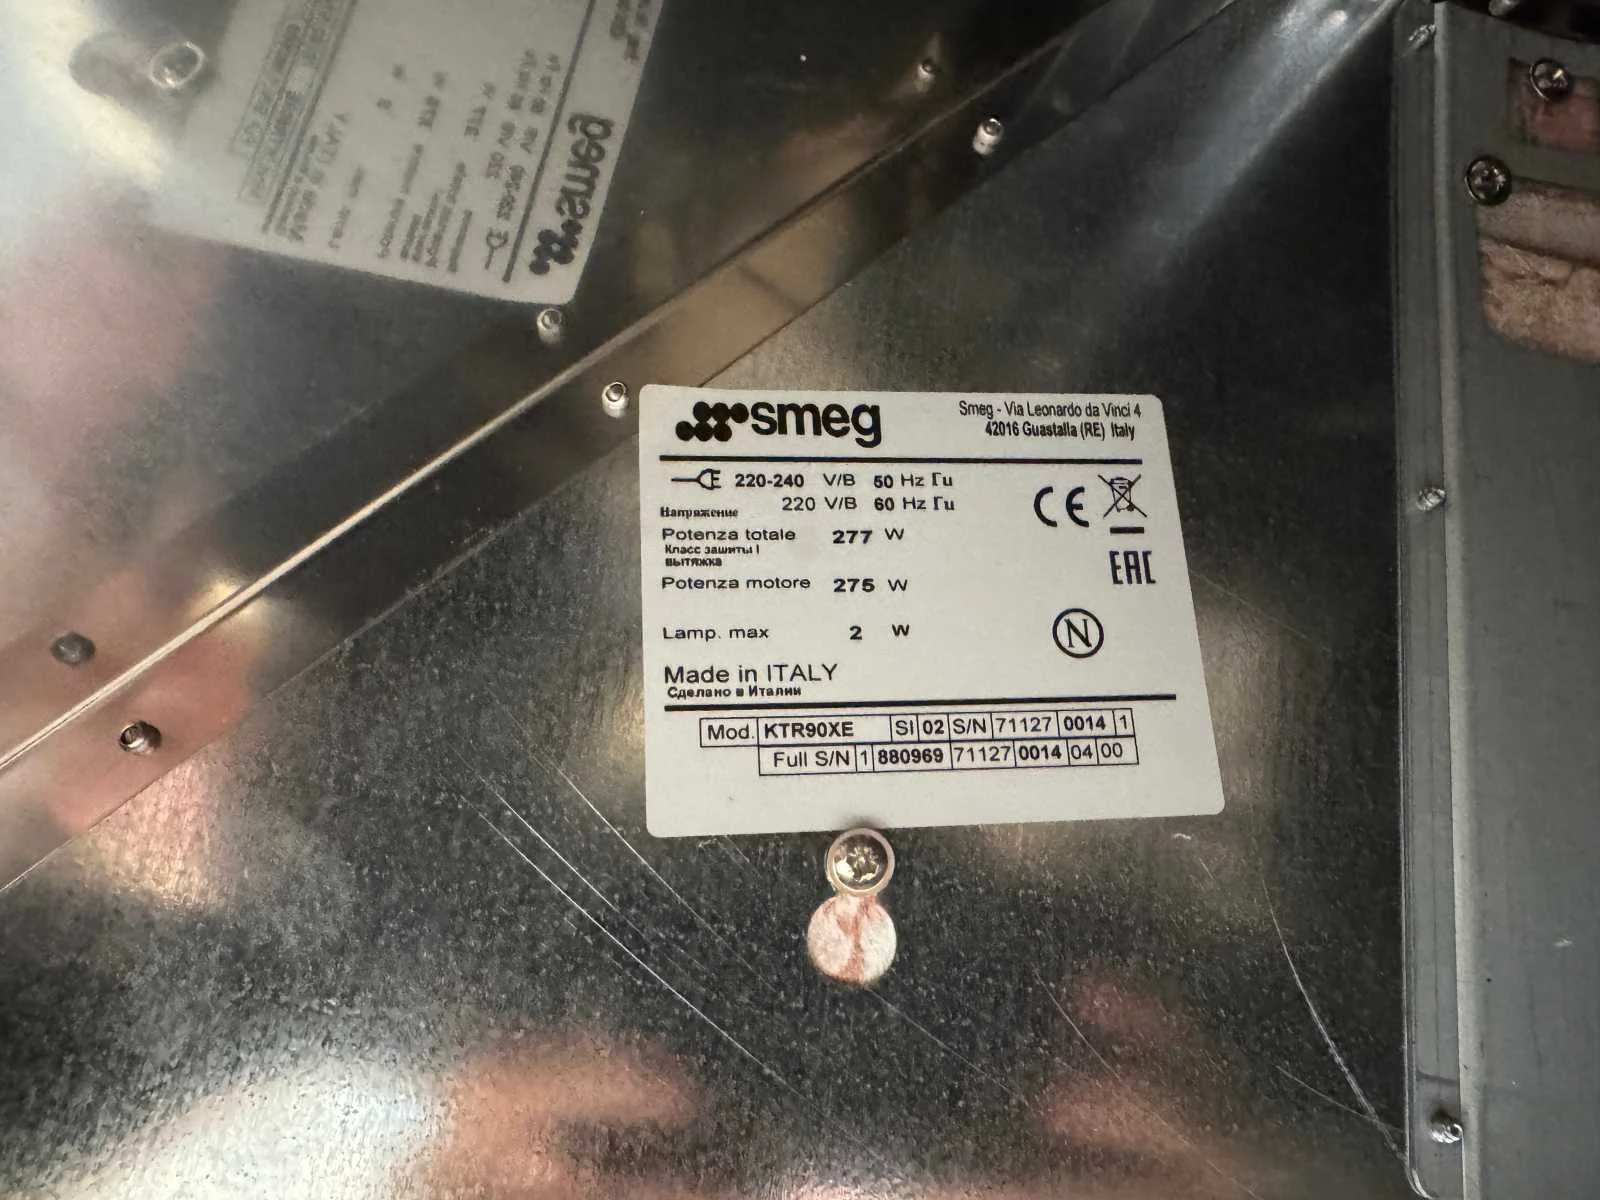 smeg
Smeg - Via Leonardo da Vinci 4
42016 Guastalla (RE) Italy
220-240 V/B 50 Hz Гц
220 V/B 60 Hz Гц
Напряжение
Potenza totale 277 W
Класс защиты I
вытяжка
Potenza motore 275 W
Lamp. max 2 W
Made in ITALY
Сделано в Италии
CE
EAC
N
Mod. KTR90XE SI 02 S/N 71127 0014 1
Full S/N 1 880969 71127 0014 04 00